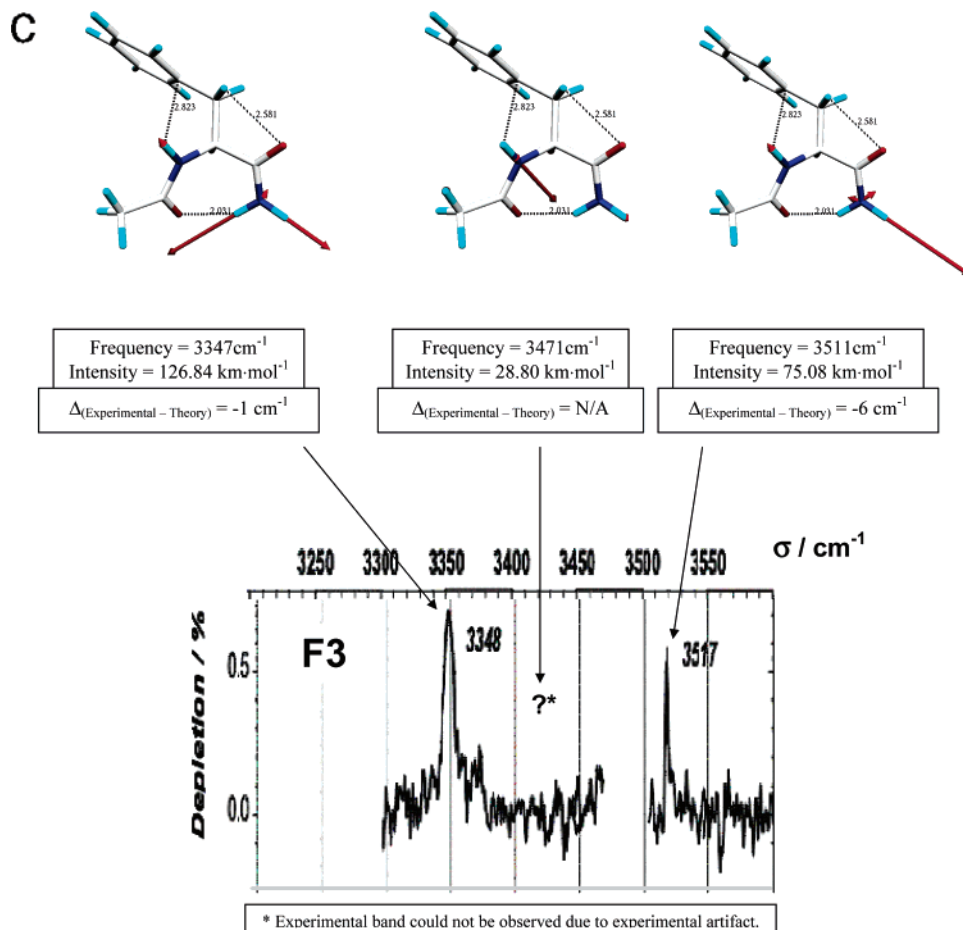 C
2.823
2.581
2.031
2.823
2.581
2.031
2.823
2.581
2.031
Frequency = 3347cm⁻¹
Intensity = 126.84 km·mol⁻¹
Δ(Experimental – Theory) = -1 cm⁻¹
Frequency = 3471cm⁻¹
Intensity = 28.80 km·mol⁻¹
Δ(Experimental – Theory) = N/A
Frequency = 3511cm⁻¹
Intensity = 75.08 km·mol⁻¹
Δ(Experimental – Theory) = -6 cm⁻¹
σ / cm⁻¹
3250 3300 3350 3400 3450 3500 3550
Depletion / %
0.5
0.0
F3
3348
?*
3517
* Experimental band could not be observed due to experimental artifact.